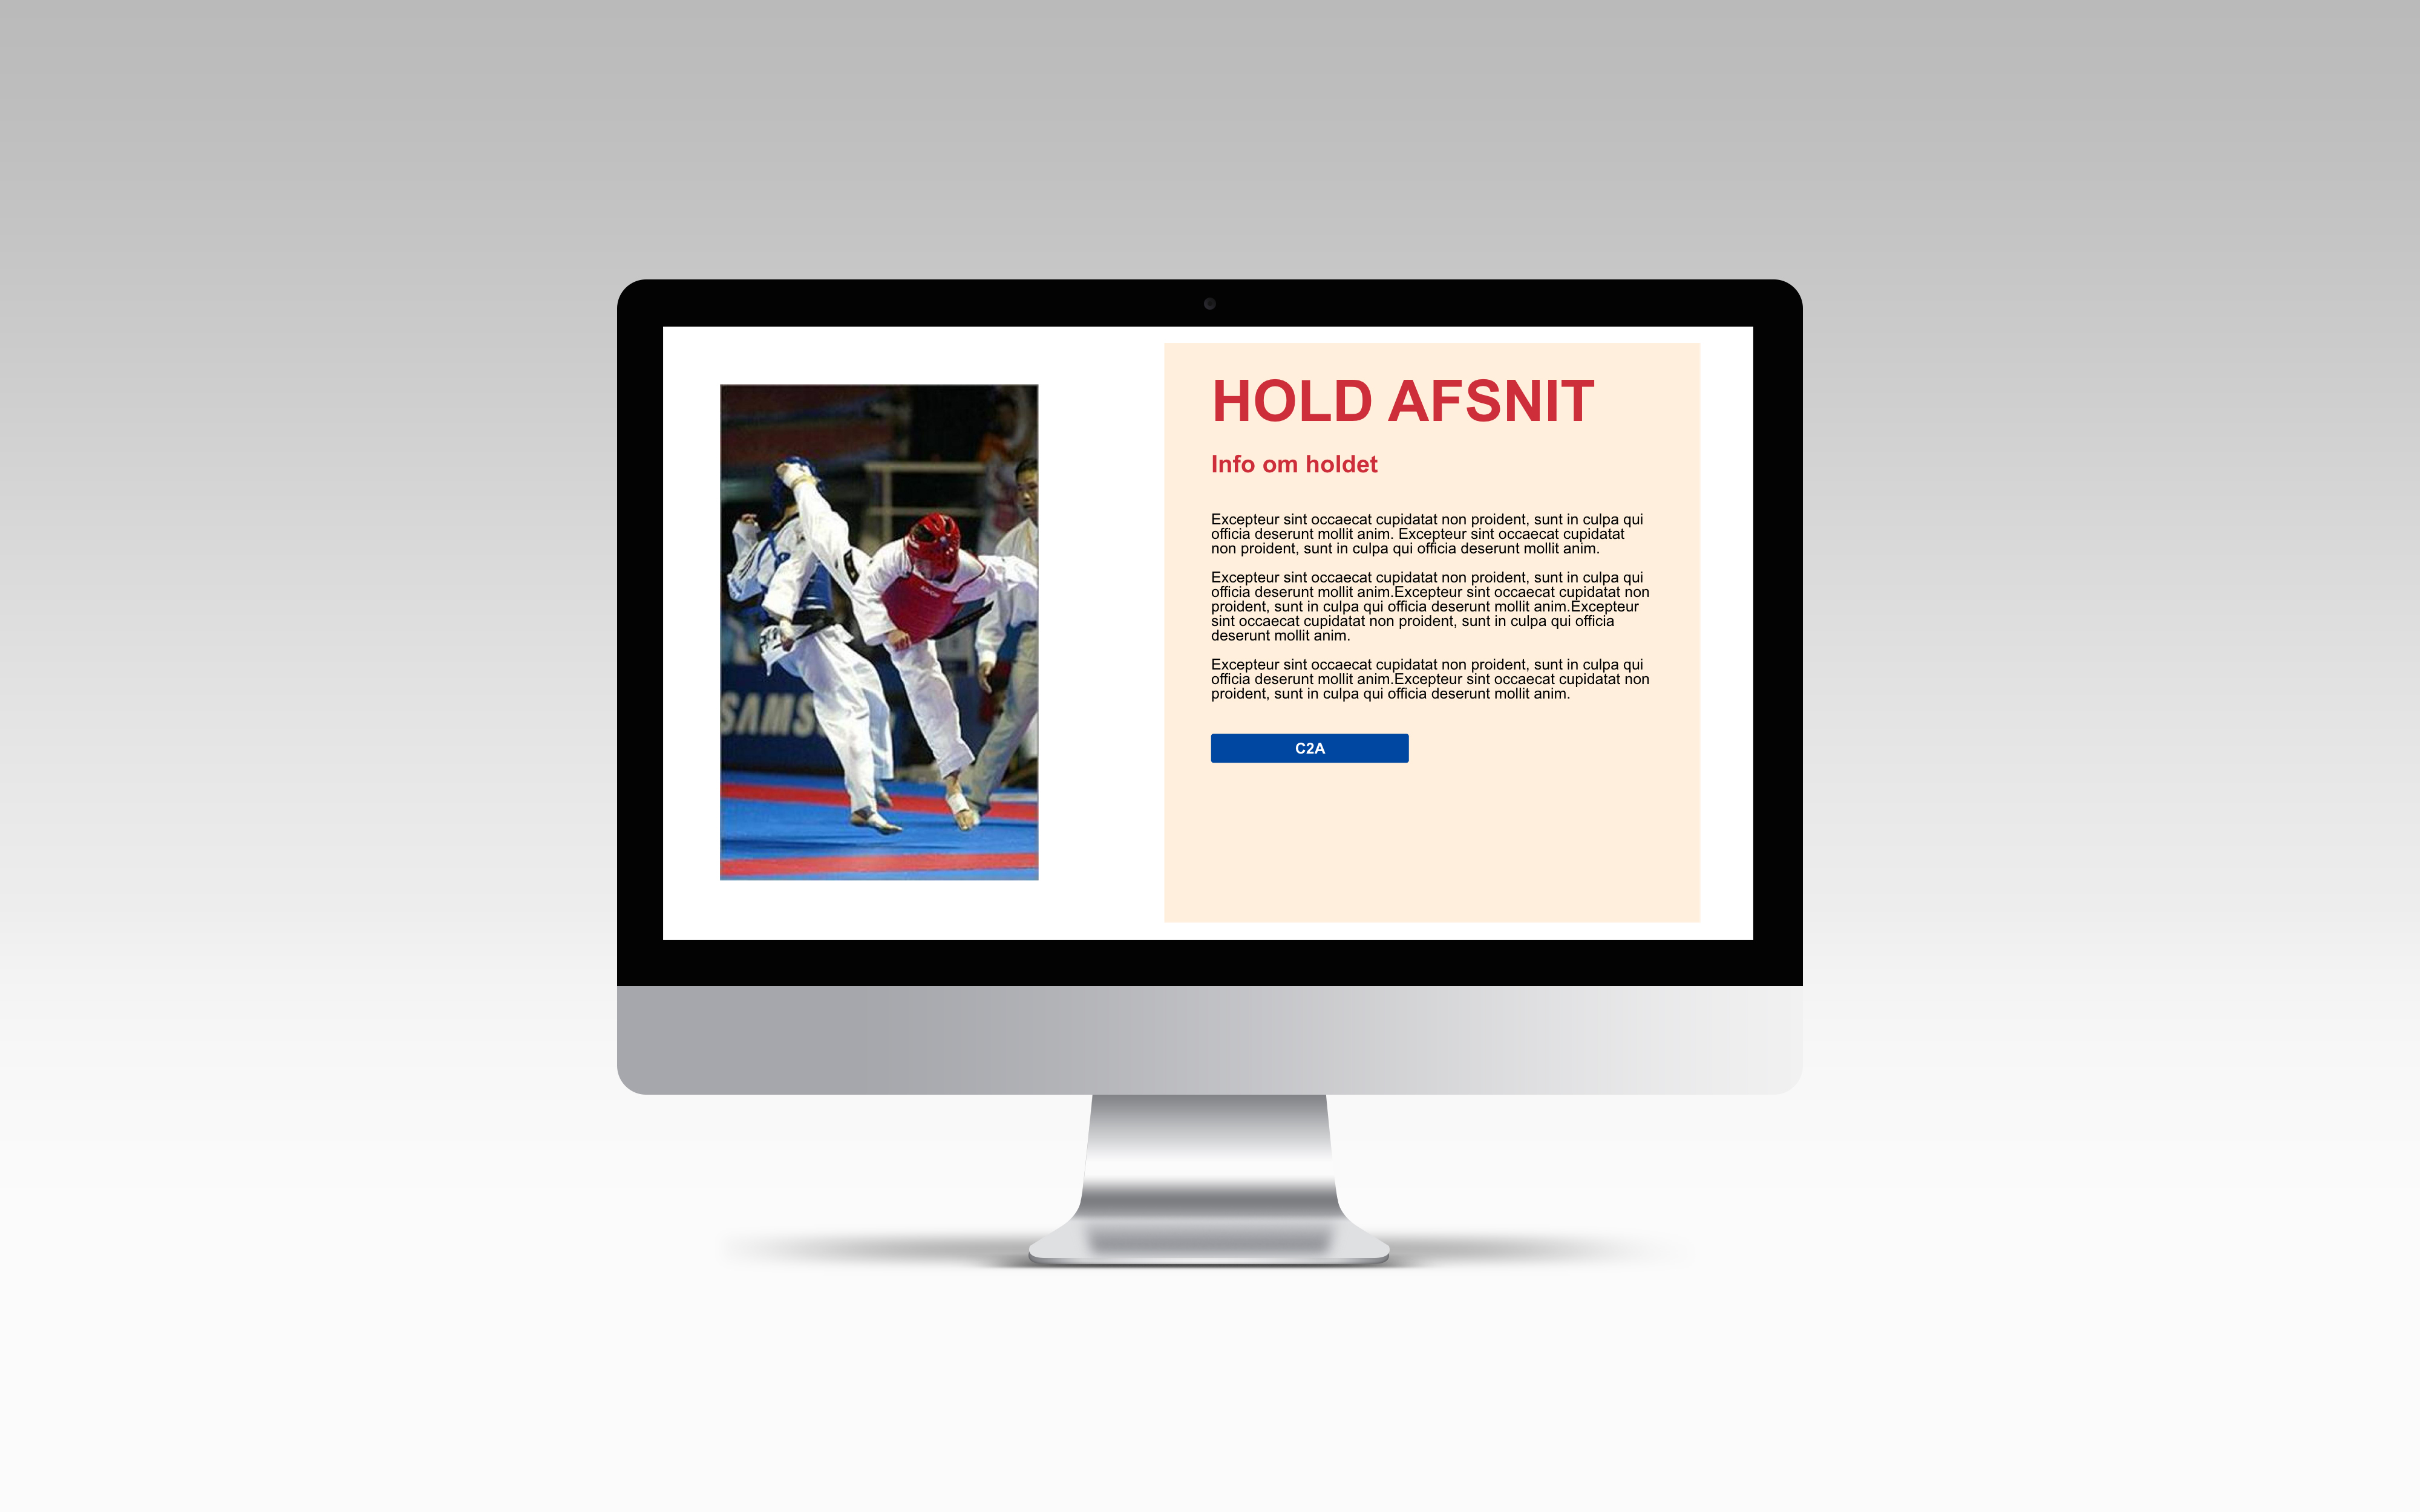 HOLD AFSNIT
Info om holdet
Excepteur sint occaecat cupidatat non proident, sunt in culpa qui
officia deserunt mollit anim. Excepteur sint occaecat cupidatat
non proident, sunt in culpa qui officia deserunt mollit anim.
Excepteur sint occaecat cupidatat non proident, sunt in culpa qui
officia deserunt mollit anim.Excepteur sint occaecat cupidatat non
proident, sunt in culpa qui officia deserunt mollit anim.Excepteur
sint occaecat cupidatat non proident, sunt in culpa qui officia
deserunt mollit anim.
Excepteur sint occaecat cupidatat non proident, sunt in culpa qui
officia deserunt mollit anim.Excepteur sint occaecat cupidatat non
proident, sunt in culpa qui officia deserunt mollit anim.
C2A
SAMS